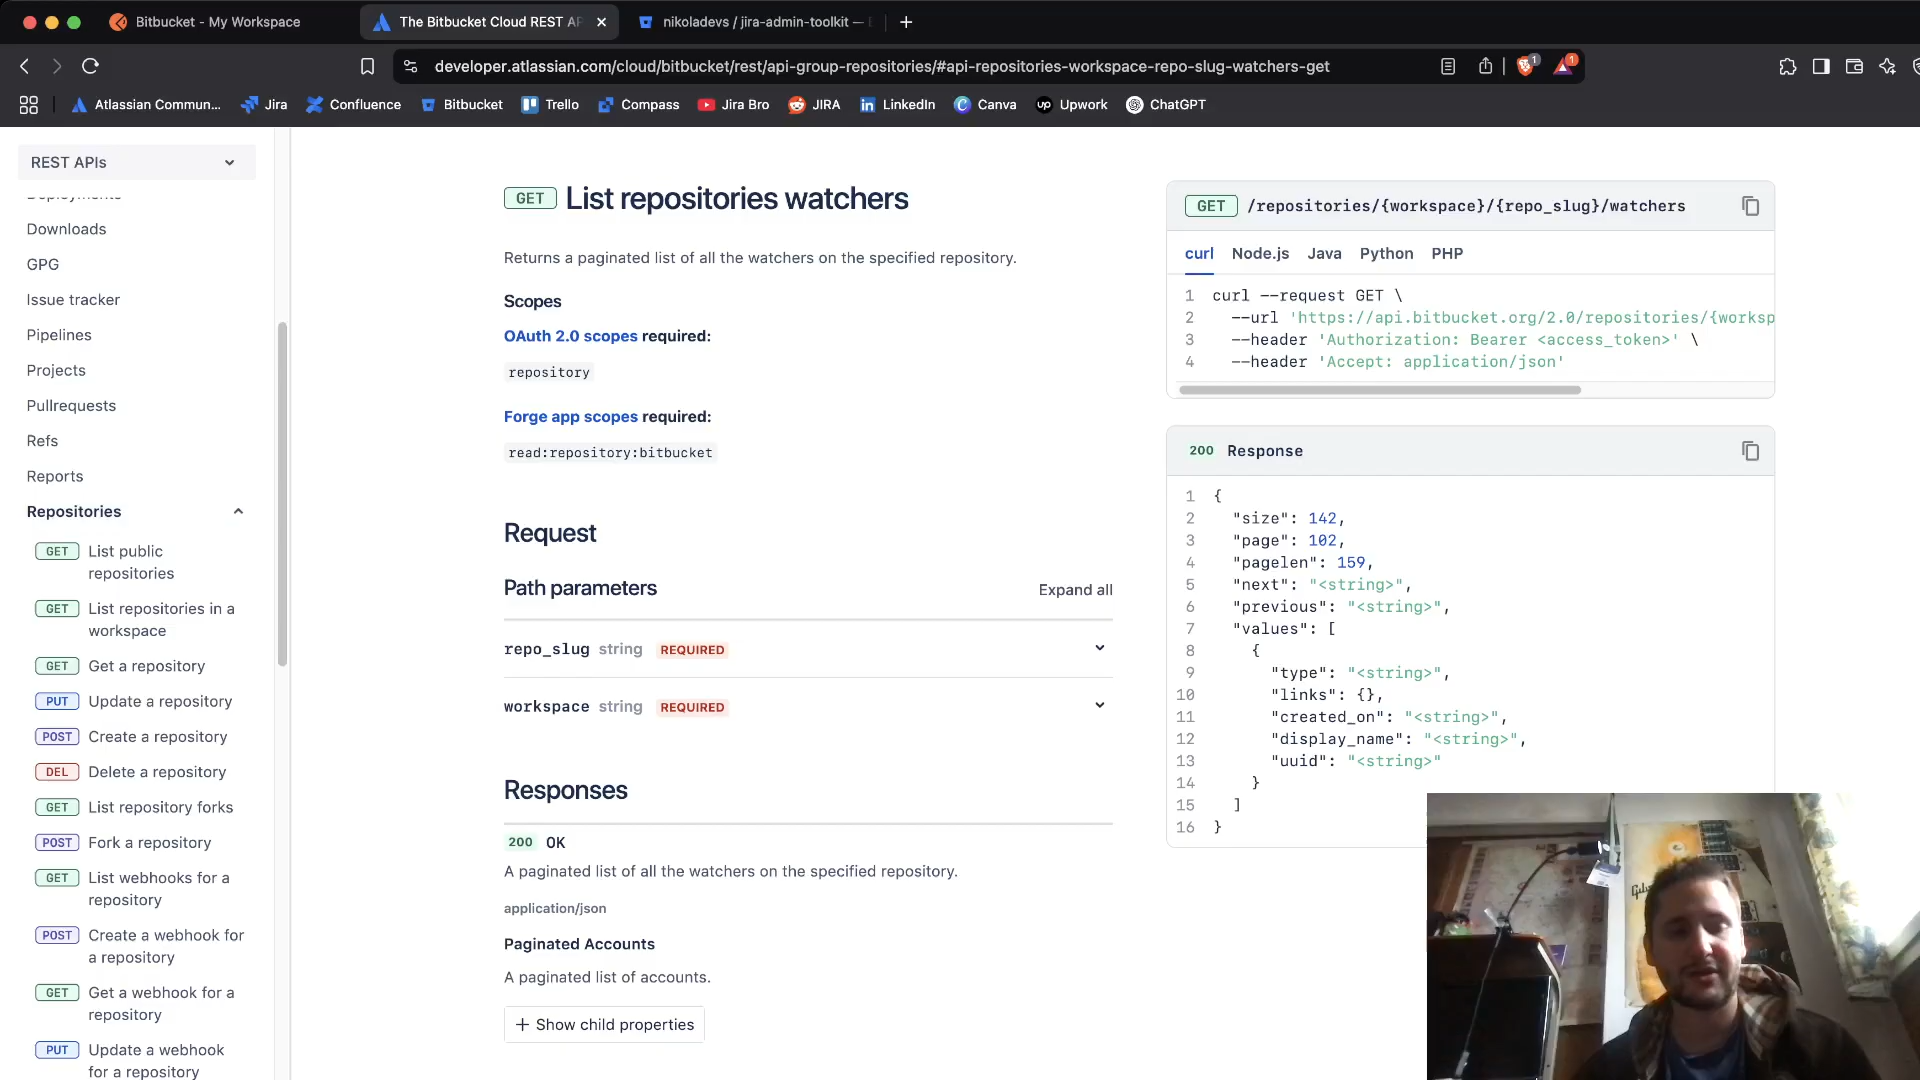 Bitbucket - My Workspace
The Bitbucket Cloud REST AP
nikoladevs / jira-admin-toolkit —
developer.atlassian.com/cloud/bitbucket/rest/api-group-repositories/#api-repositories-workspace-repo-slug-watchers-get
1
1
Atlassian Commun...
Jira
Confluence
Bitbucket
Trello
Compass
Jira Bro
JIRA
LinkedIn
Canva
Upwork
ChatGPT
REST APIs
Deployments
Downloads
GPG
Issue tracker
Pipelines
Projects
Pullrequests
Refs
Reports
Repositories
GET List public
repositories
GET List repositories in a
workspace
GET Get a repository
PUT Update a repository
POST Create a repository
DEL Delete a repository
GET List repository forks
POST Fork a repository
GET List webhooks for a
repository
POST Create a webhook for
a repository
GET Get a webhook for a
repository
PUT Update a webhook
for a repository
GET List repositories watchers
Returns a paginated list of all the watchers on the specified repository.
Scopes
OAuth 2.0 scopes required:
repository
Forge app scopes required:
read:repository:bitbucket
Request
Path parameters
Expand all
repo_slug string REQUIRED
workspace string REQUIRED
Responses
200 OK
A paginated list of all the watchers on the specified repository.
application/json
Paginated Accounts
A paginated list of accounts.
+ Show child properties
GET /repositories/{workspace}/{repo_slug}/watchers
curl Node.js Java Python PHP
1 curl --request GET \
2 --url 'https://api.bitbucket.org/2.0/repositories/{worksp
3 --header 'Authorization: Bearer <access_token>' \
4 --header 'Accept: application/json'
200 Response
1 {
2 "size": 142,
3 "page": 102,
4 "pagelen": 159,
5 "next": "<string>",
6 "previous": "<string>",
7 "values": [
8 {
9 "type": "<string>",
10 "links": {},
11 "created_on": "<string>",
12 "display_name": "<string>",
13 "uuid": "<string>"
14 }
15 ]
16 }